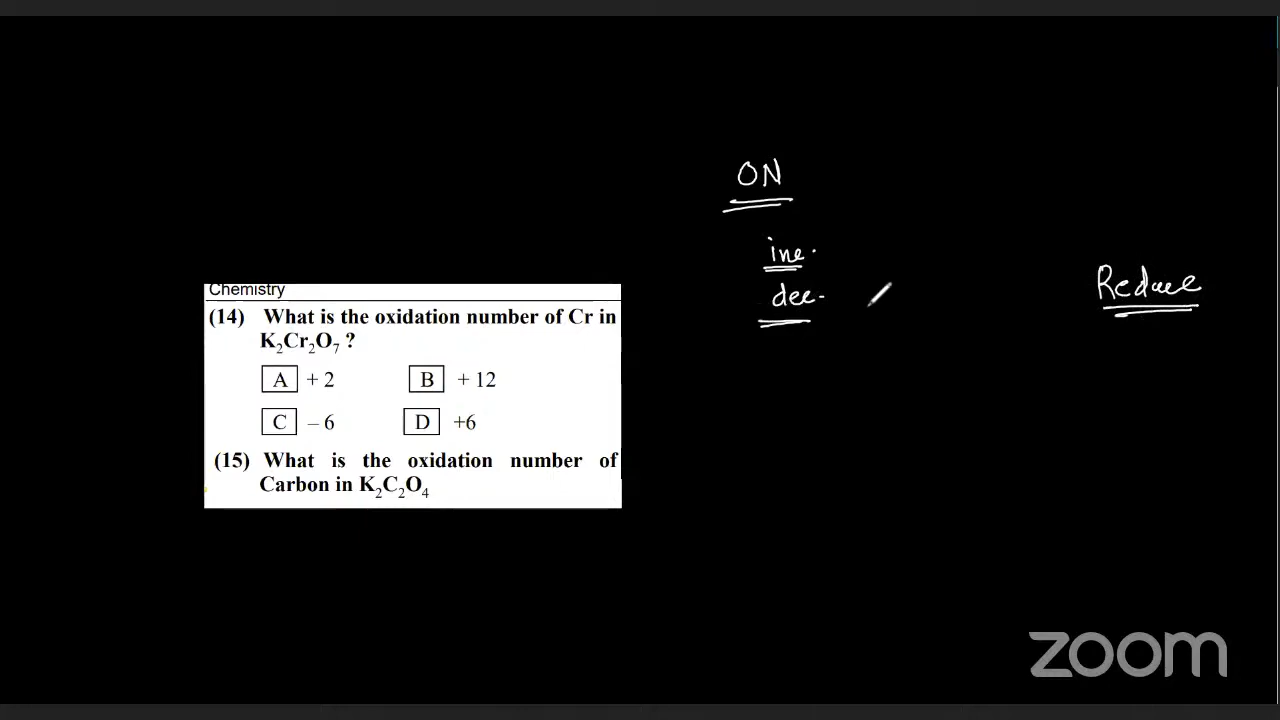 ON
inc.
dec.
Reduce
Chemistry
(14) What is the oxidation number of Cr in
K₂Cr₂O₇ ?
A + 2 B + 12
C – 6 D +6
(15) What is the oxidation number of
Carbon in K₂C₂O₄
zoom